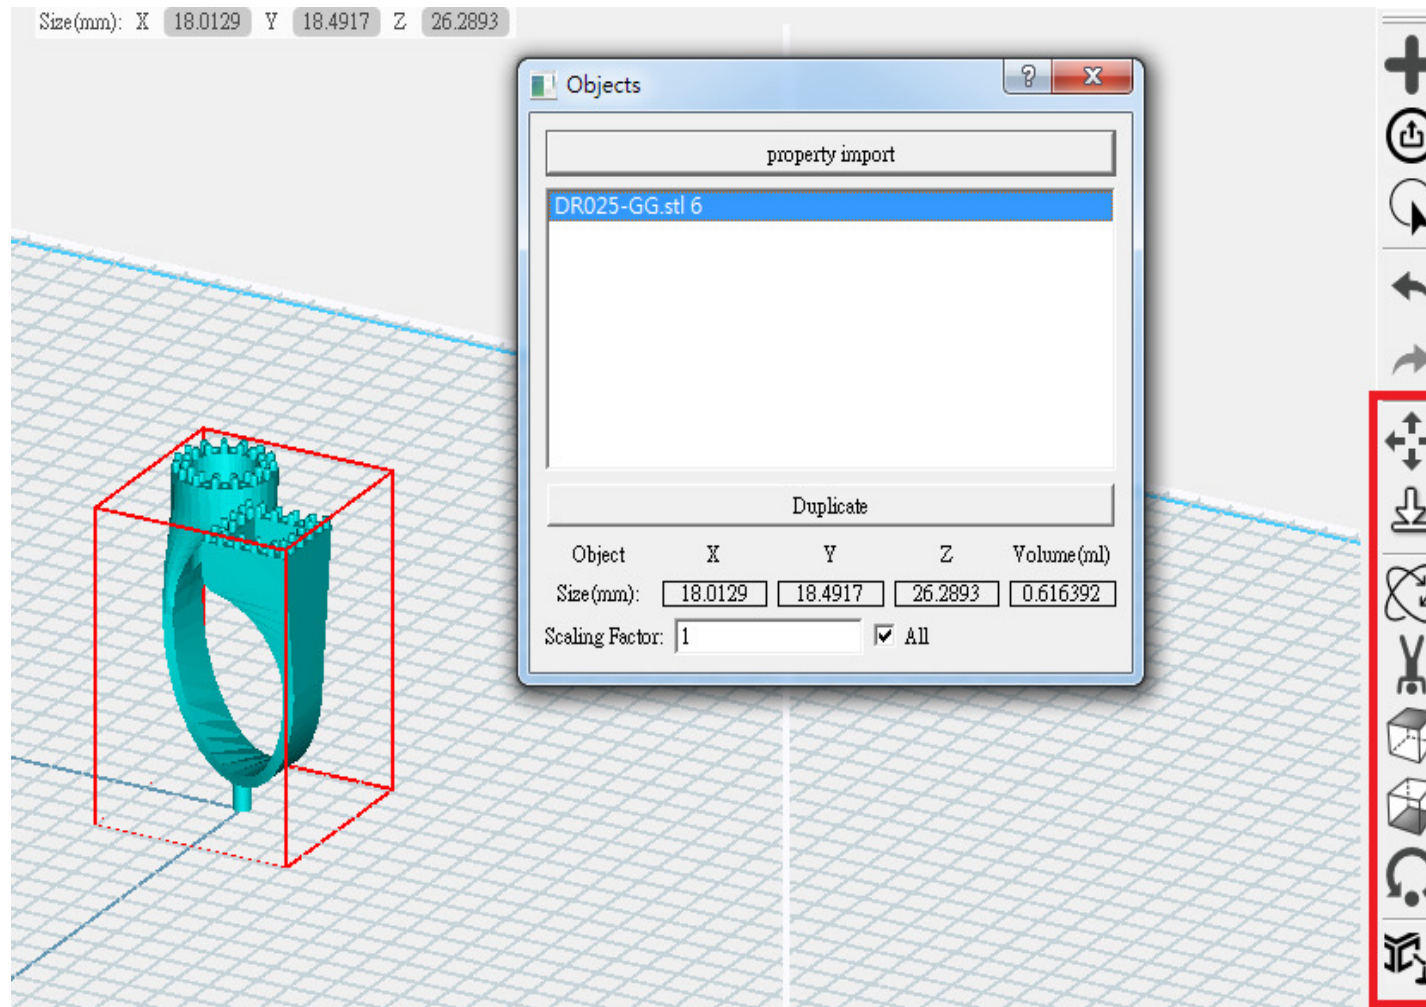 Size(mm): X 18.0129 Y 18.4917 Z 26.2893
Objects
property import
DR025-GG.stl 6
Duplicate
Object X Y Z Volume(ml)
Size(mm): 18.0129 18.4917 26.2893 0.616392
Scaling Factor: 1 All